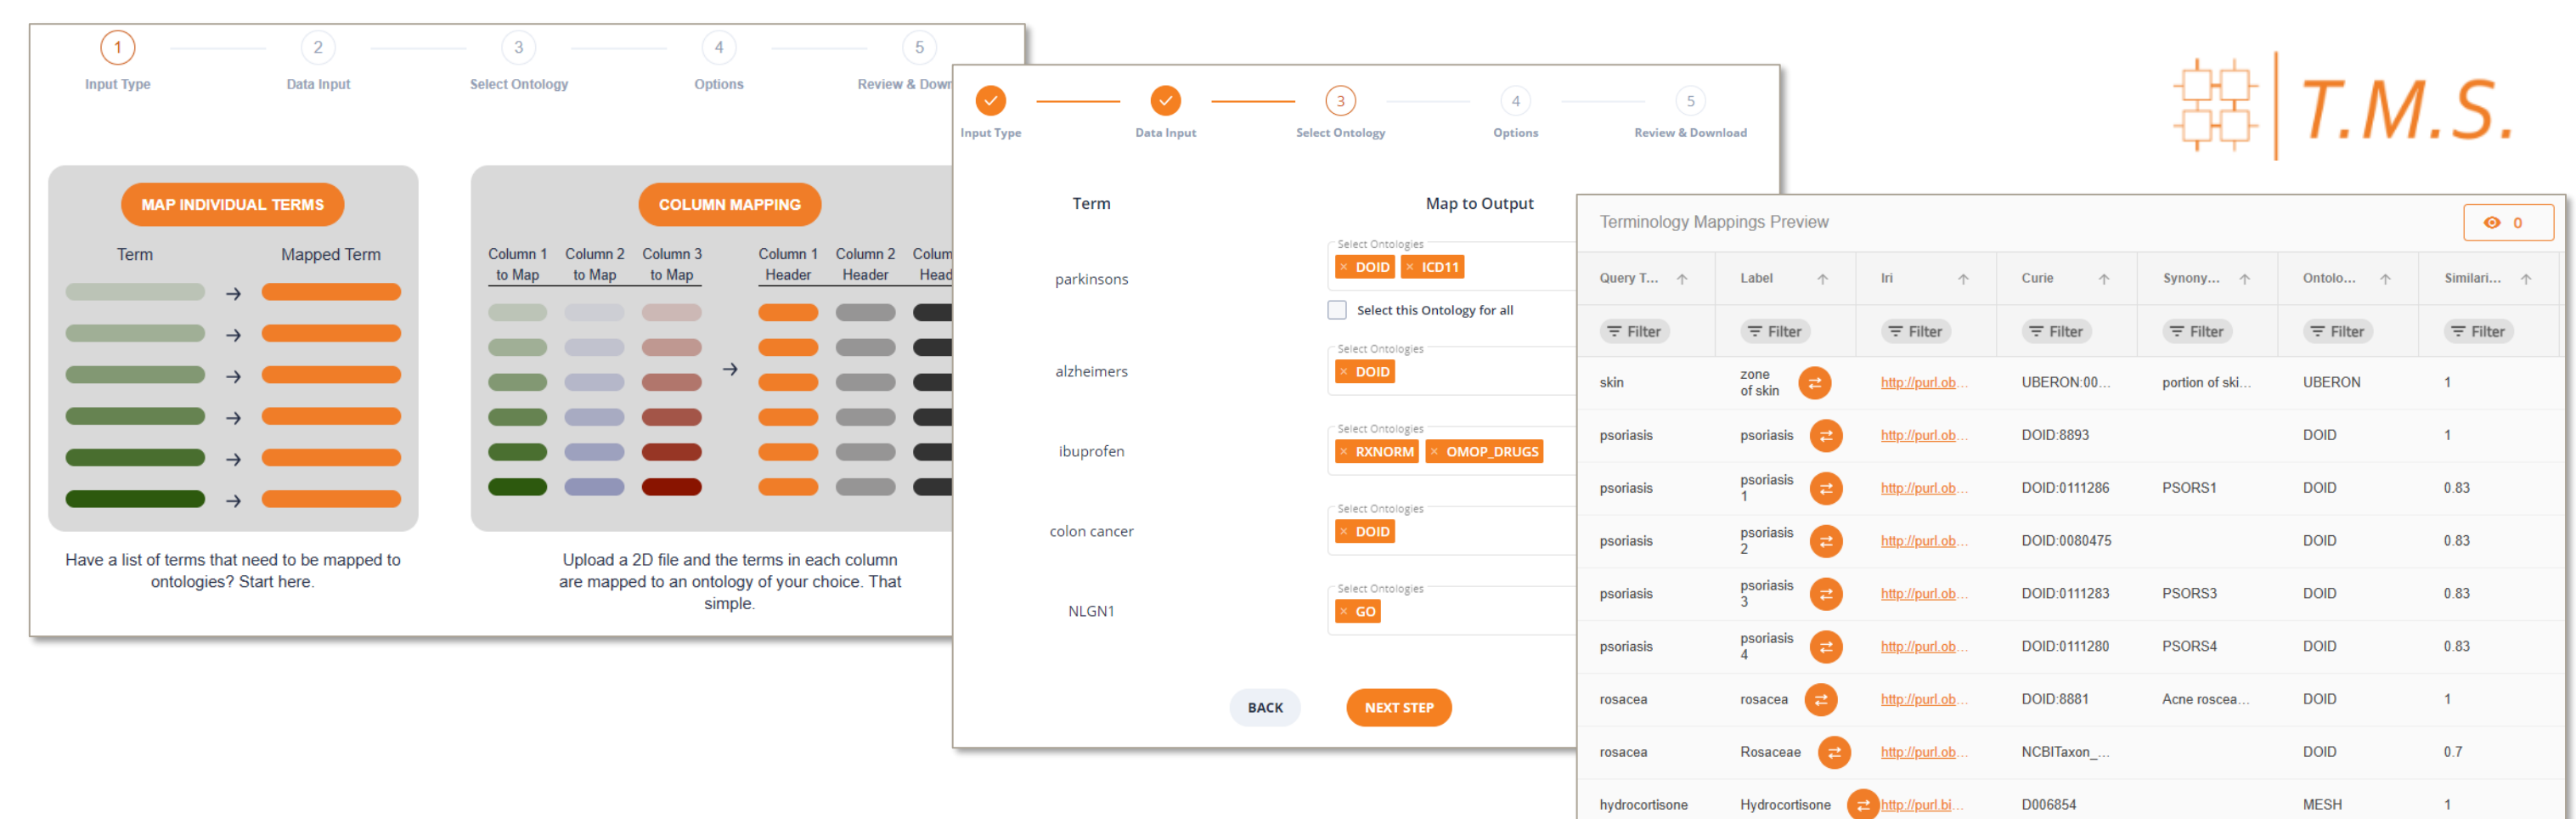 1
2
3
4
5
Input Type
Data Input
Select Ontology
Options
Review & Down
MAP INDIVIDUAL TERMS
Term
Mapped Term
Have a list of terms that need to be mapped to
ontologies? Start here.
COLUMN MAPPING
Column 1 Column 2 Column 3
to Map to Map to Map
Column 1 Column 2 Colum
Header Header Head
Upload a 2D file and the terms in each column
are mapped to an ontology of your choice. That
simple.
3
4
5
Input Type
Data Input
Select Ontology
Options
Review & Download
Term
Map to Output
parkinsons
Select Ontologies
× DOID × ICD11
Select this Ontology for all
alzheimers
Select Ontologies
× DOID
ibuprofen
Select Ontologies
× RXNORM × OMOP_DRUGS
colon cancer
Select Ontologies
× DOID
NLGN1
Select Ontologies
× GO
BACK
NEXT STEP
T.M.S.
Terminology Mappings Preview
0
Query T... Label Iri Curie Synony... Ontolo... Similari...
Filter Filter Filter Filter Filter Filter Filter
skin zone of skin http://purl.ob... UBERON:00... portion of ski... UBERON 1
psoriasis psoriasis http://purl.ob... DOID:8893 DOID 1
psoriasis psoriasis 1 http://purl.ob... DOID:0111286 PSORS1 DOID 0.83
psoriasis psoriasis 2 http://purl.ob... DOID:0080475 DOID 0.83
psoriasis psoriasis 3 http://purl.ob... DOID:0111283 PSORS3 DOID 0.83
psoriasis psoriasis 4 http://purl.ob... DOID:0111280 PSORS4 DOID 0.83
rosacea rosacea http://purl.ob... DOID:8881 Acne roscea... DOID 1
rosacea Rosaceae http://purl.ob... NCBITaxon_... DOID 0.7
hydrocortisone Hydrocortisone http://purl.bi... D006854 MESH 1